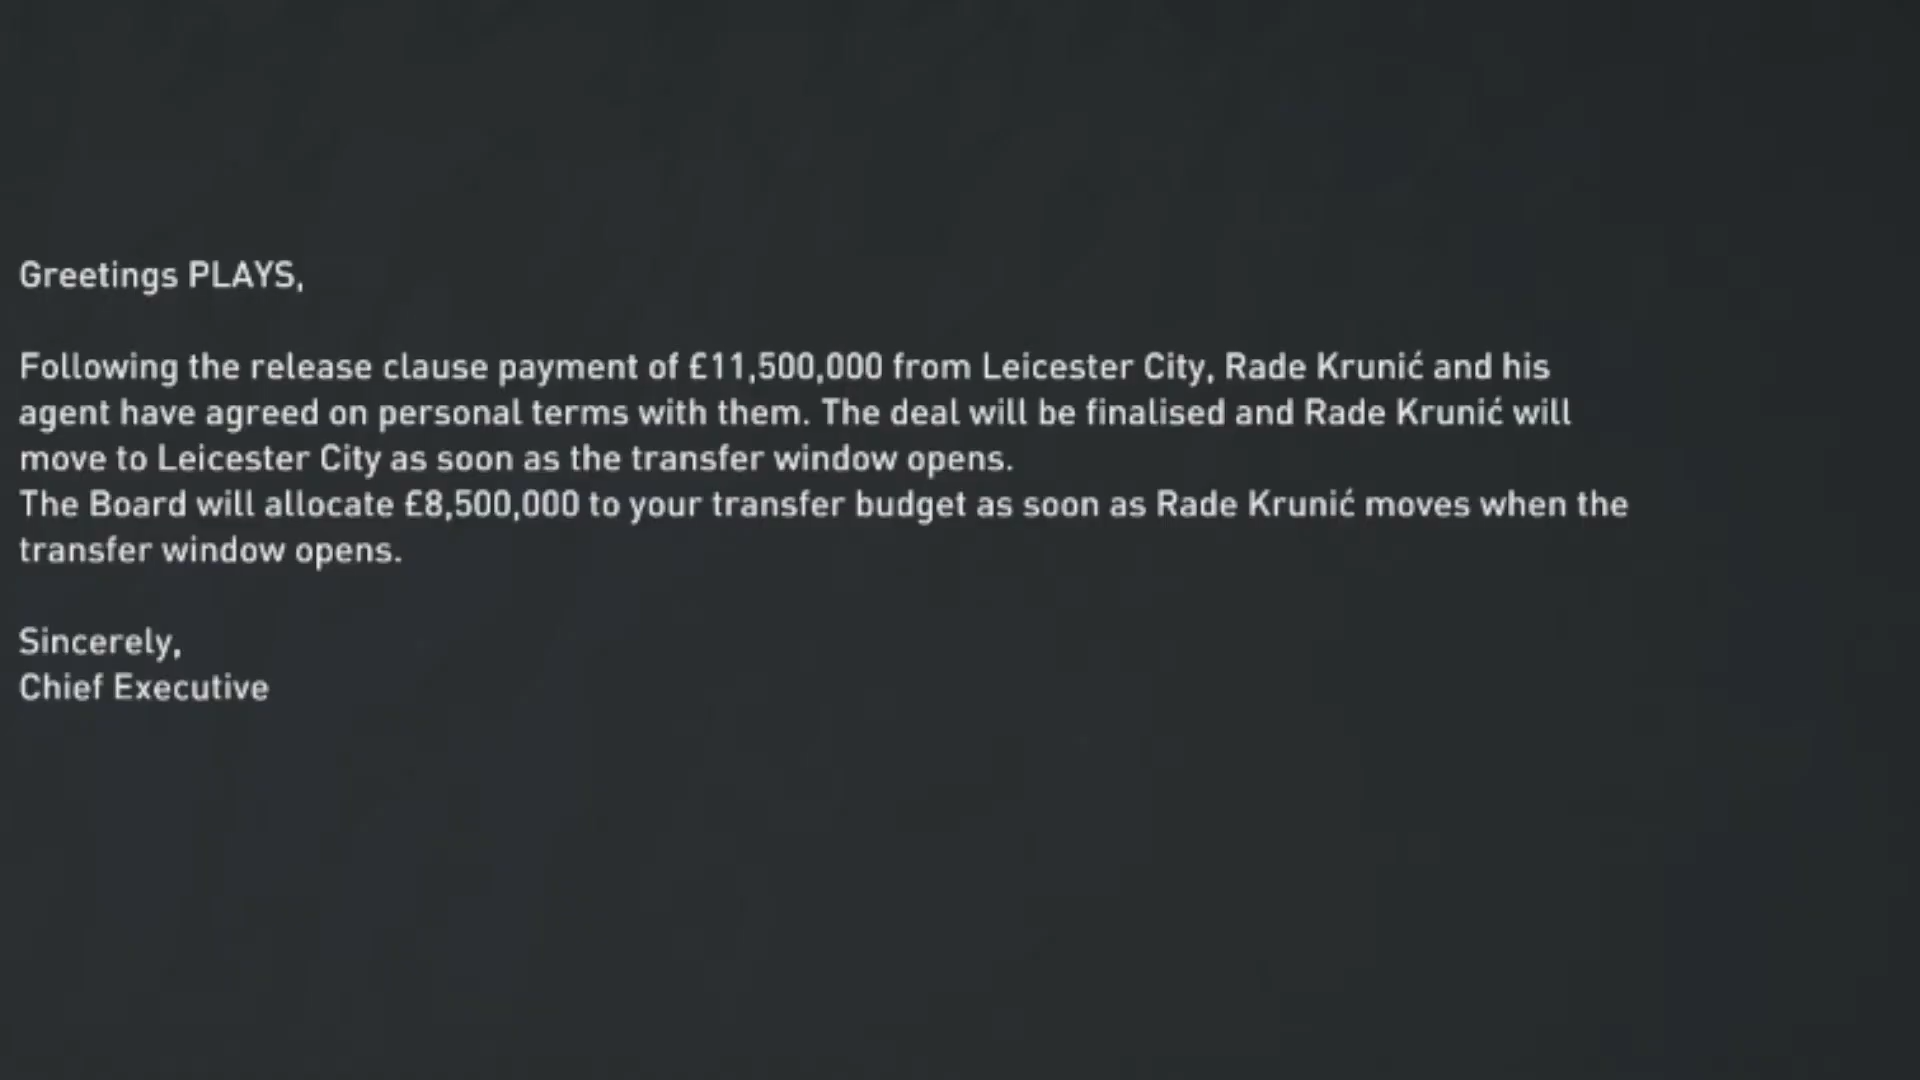 Greetings PLAYS,
Following the release clause payment of £11,500,000 from Leicester City, Rade Krunić and his
agent have agreed on personal terms with them. The deal will be finalised and Rade Krunić will
move to Leicester City as soon as the transfer window opens.
The Board will allocate £8,500,000 to your transfer budget as soon as Rade Krunić moves when the
transfer window opens.
Sincerely,
Chief Executive